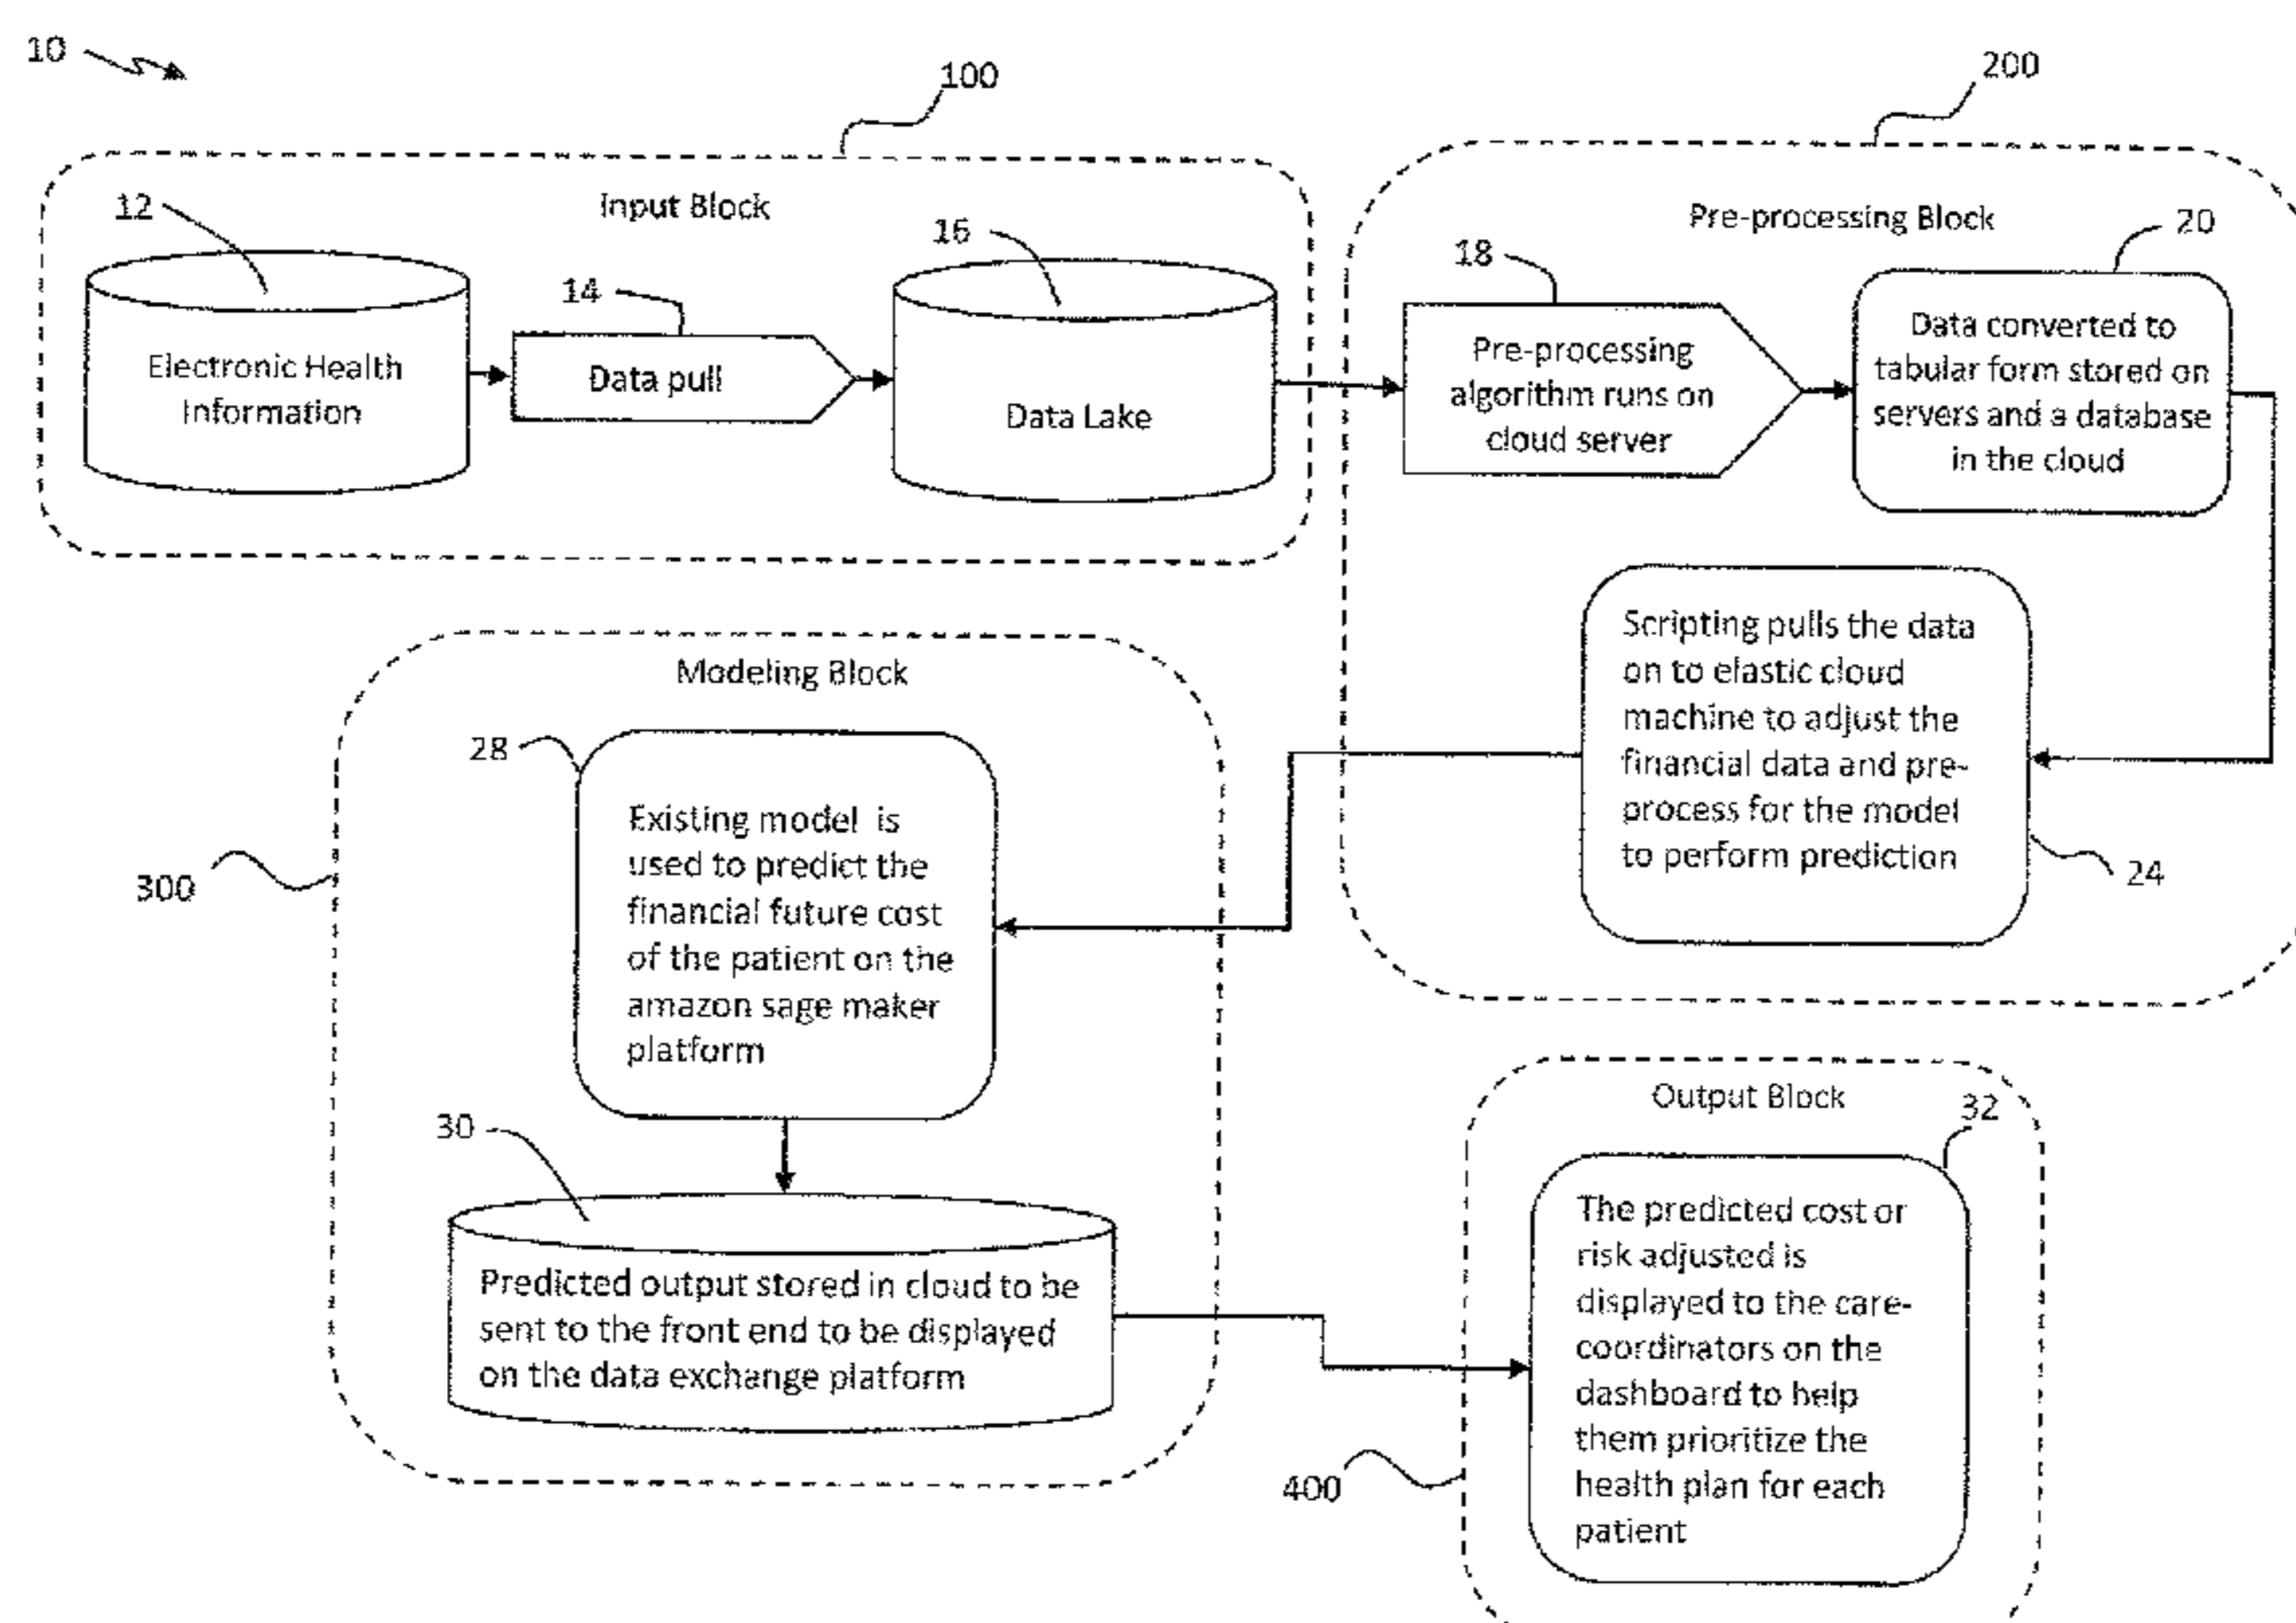 10
100
200
Input Block
12
16
14
Electronic Health
Information
Data pull
Data Lake
Pre-processing Block
18
20
Pre-processing
algorithm runs on
cloud server
Data converted to
tabular form stored on
servers and a database
in the cloud
Scripting pulls the data
on to elastic cloud
machine to adjust the
financial data and pre-
process for the model
to perform prediction
24
Modeling Block
28
300
Existing model is
used to predict the
financial future cost
of the patient on the
amazon sage maker
platform
30
Predicted output stored in cloud to be
sent to the front end to be displayed
on the data exchange platform
Output Block
32
400
The predicted cost or
risk adjusted is
displayed to the care-
coordinators on the
dashboard to help
them prioritize the
health plan for each
patient